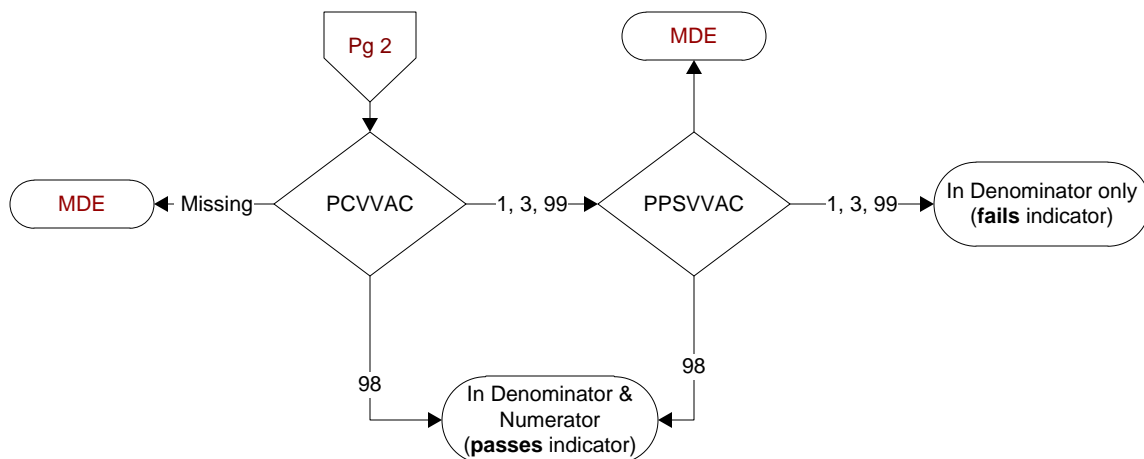 Pg 2
MDE
MDE
Missing
PCVVAC
1, 3, 99
PPSVVAC
1, 3, 99
In Denominator only
(fails indicator)
98
98
In Denominator &
Numerator
(passes indicator)